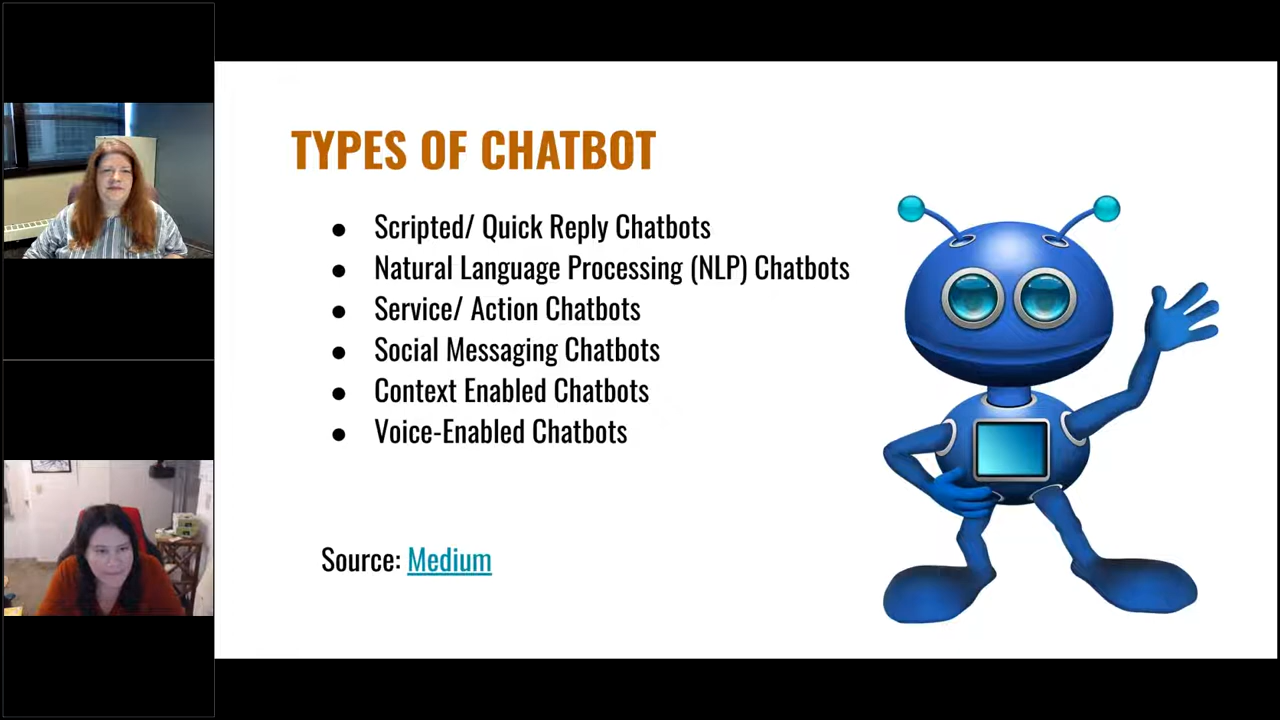 TYPES OF CHATBOT
● Scripted/ Quick Reply Chatbots
● Natural Language Processing (NLP) Chatbots
● Service/ Action Chatbots
● Social Messaging Chatbots
● Context Enabled Chatbots
● Voice-Enabled Chatbots
Source: Medium